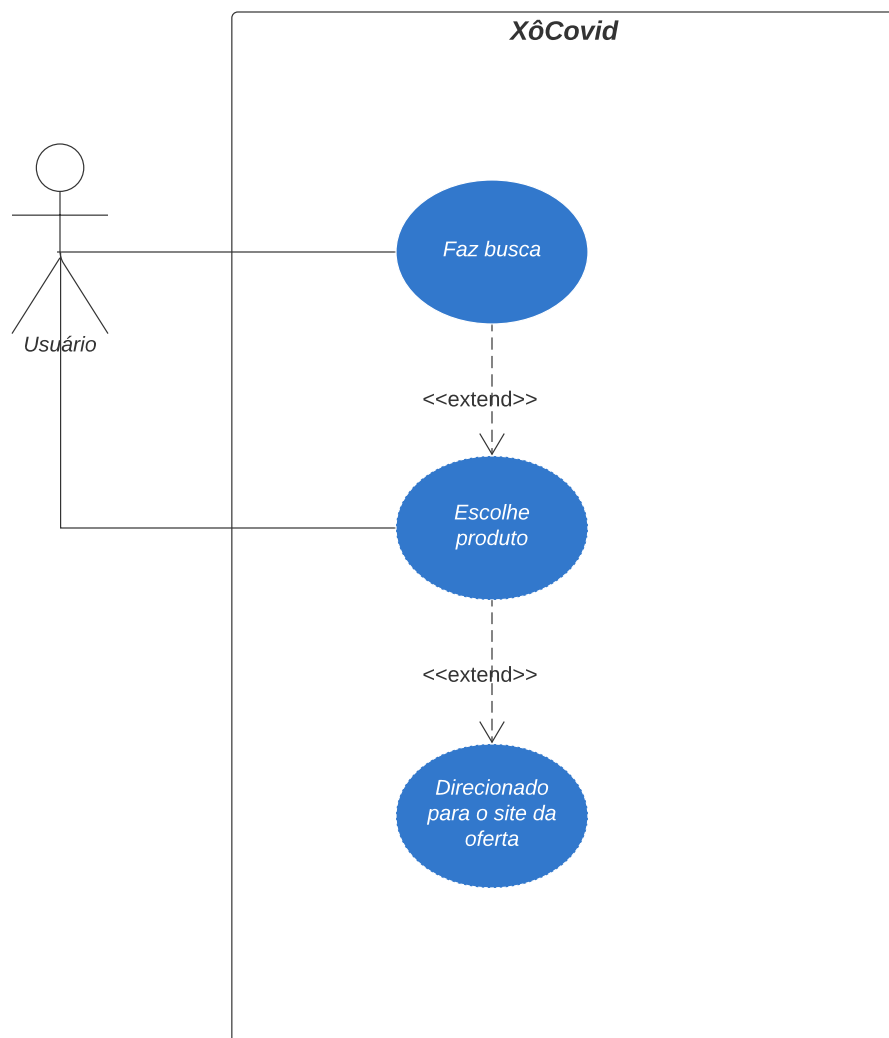 XôCovid
Faz busca
Usuário
<<extend>>
Escolhe
produto
<<extend>>
Direcionado
para o site da
oferta